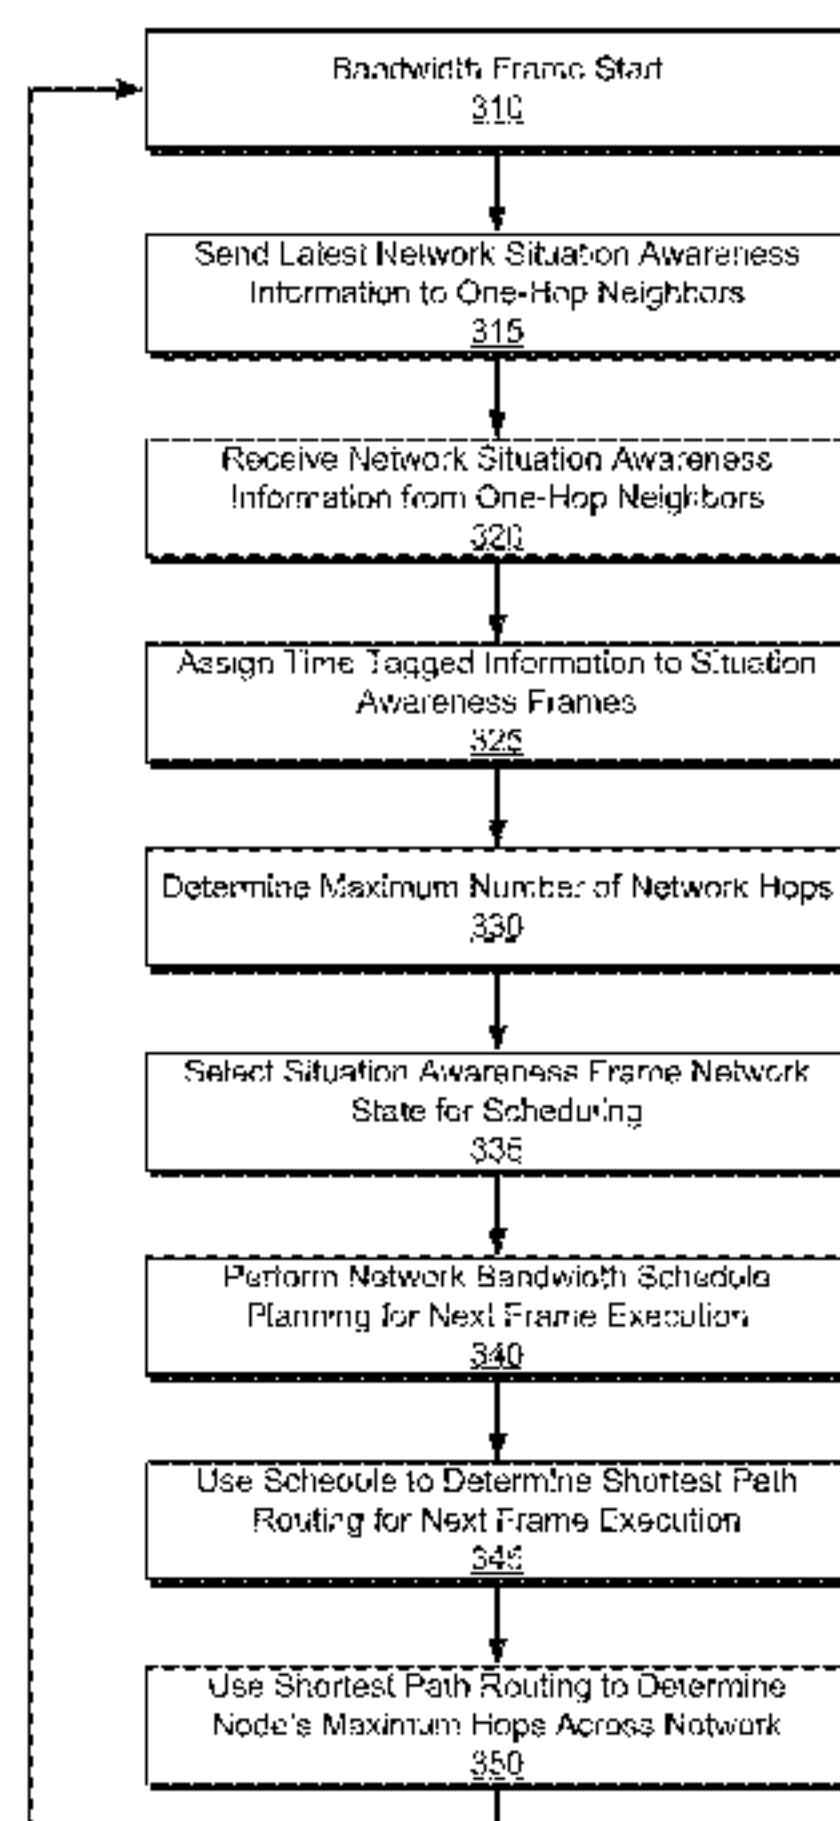 Bandwidth Frame Start
310
Send Latest Network Situation Awareness
Information to One-Hop Neighbors
315
Receive Network Situation Awareness
Information from One-Hop Neighbors
320
Assign Time Tagged Information to Situation
Awareness Frames
325
Determine Maximum Number of Network Hops
330
Select Situation Awareness Frame Network
State for Scheduling
335
Perform Network Bandwidth Schedule
Planning for Next Frame Execution
340
Use Schedule to Determine Shortest Path
Routing for Next Frame Execution
345
Use Shortest Path Routing to Determine
Node's Maximum Hops Across Network
350